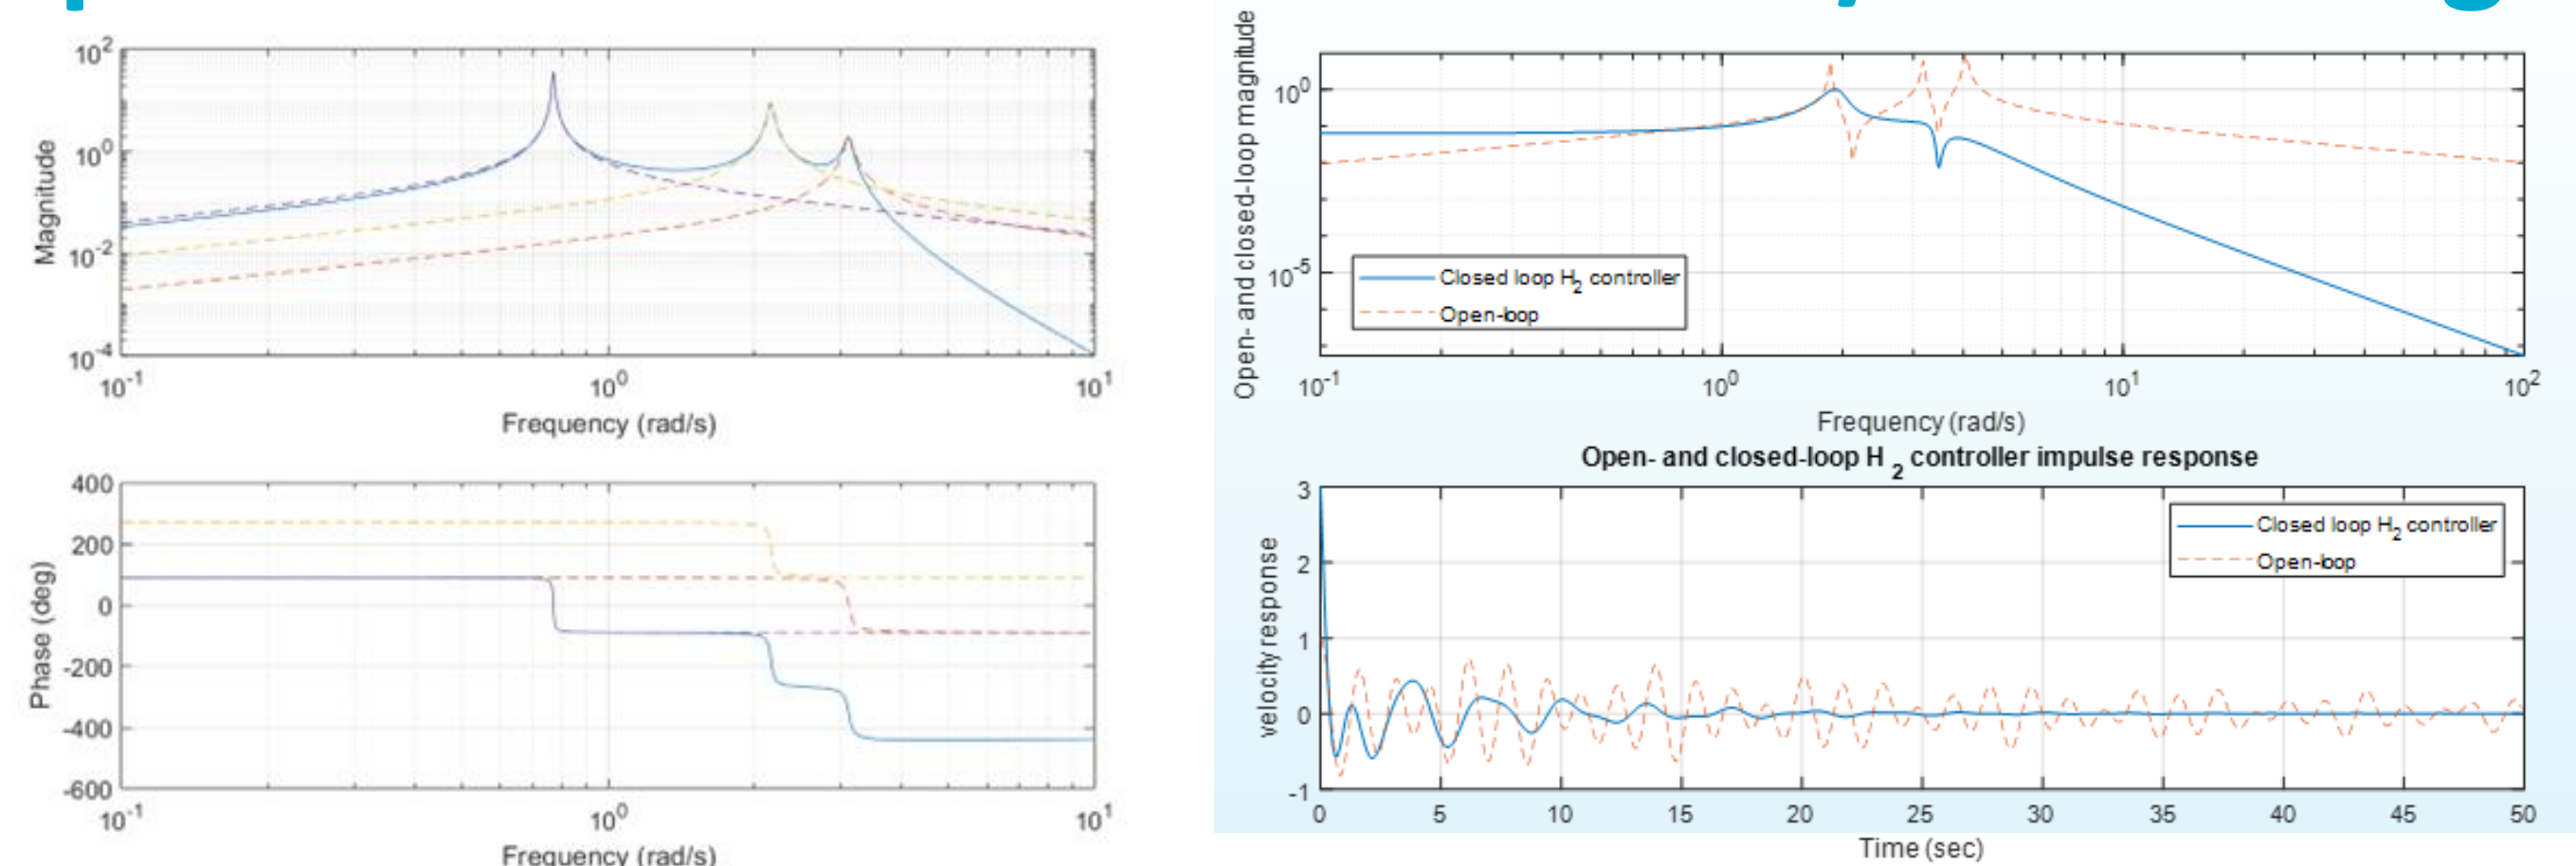 10^2
10^0
10^-2
10^-4
Magnitude
10^-1
10^0
10^1
Frequency (rad/s)
400
200
0
-200
-400
-600
Phase (deg)
10^-1
10^0
10^1
Frequency (rad/s)
Open- and closed-loop magnitude
10^0
10^-5
Closed loop H_2 controller
Open-loop
10^-1
10^0
10^1
10^2
Frequency (rad/s)
Open- and closed-loop H_2 controller impulse response
velocity response
3
2
1
0
-1
Closed loop H_2 controller
Open-loop
0
5
10
15
20
25
30
35
40
45
50
Time (sec)